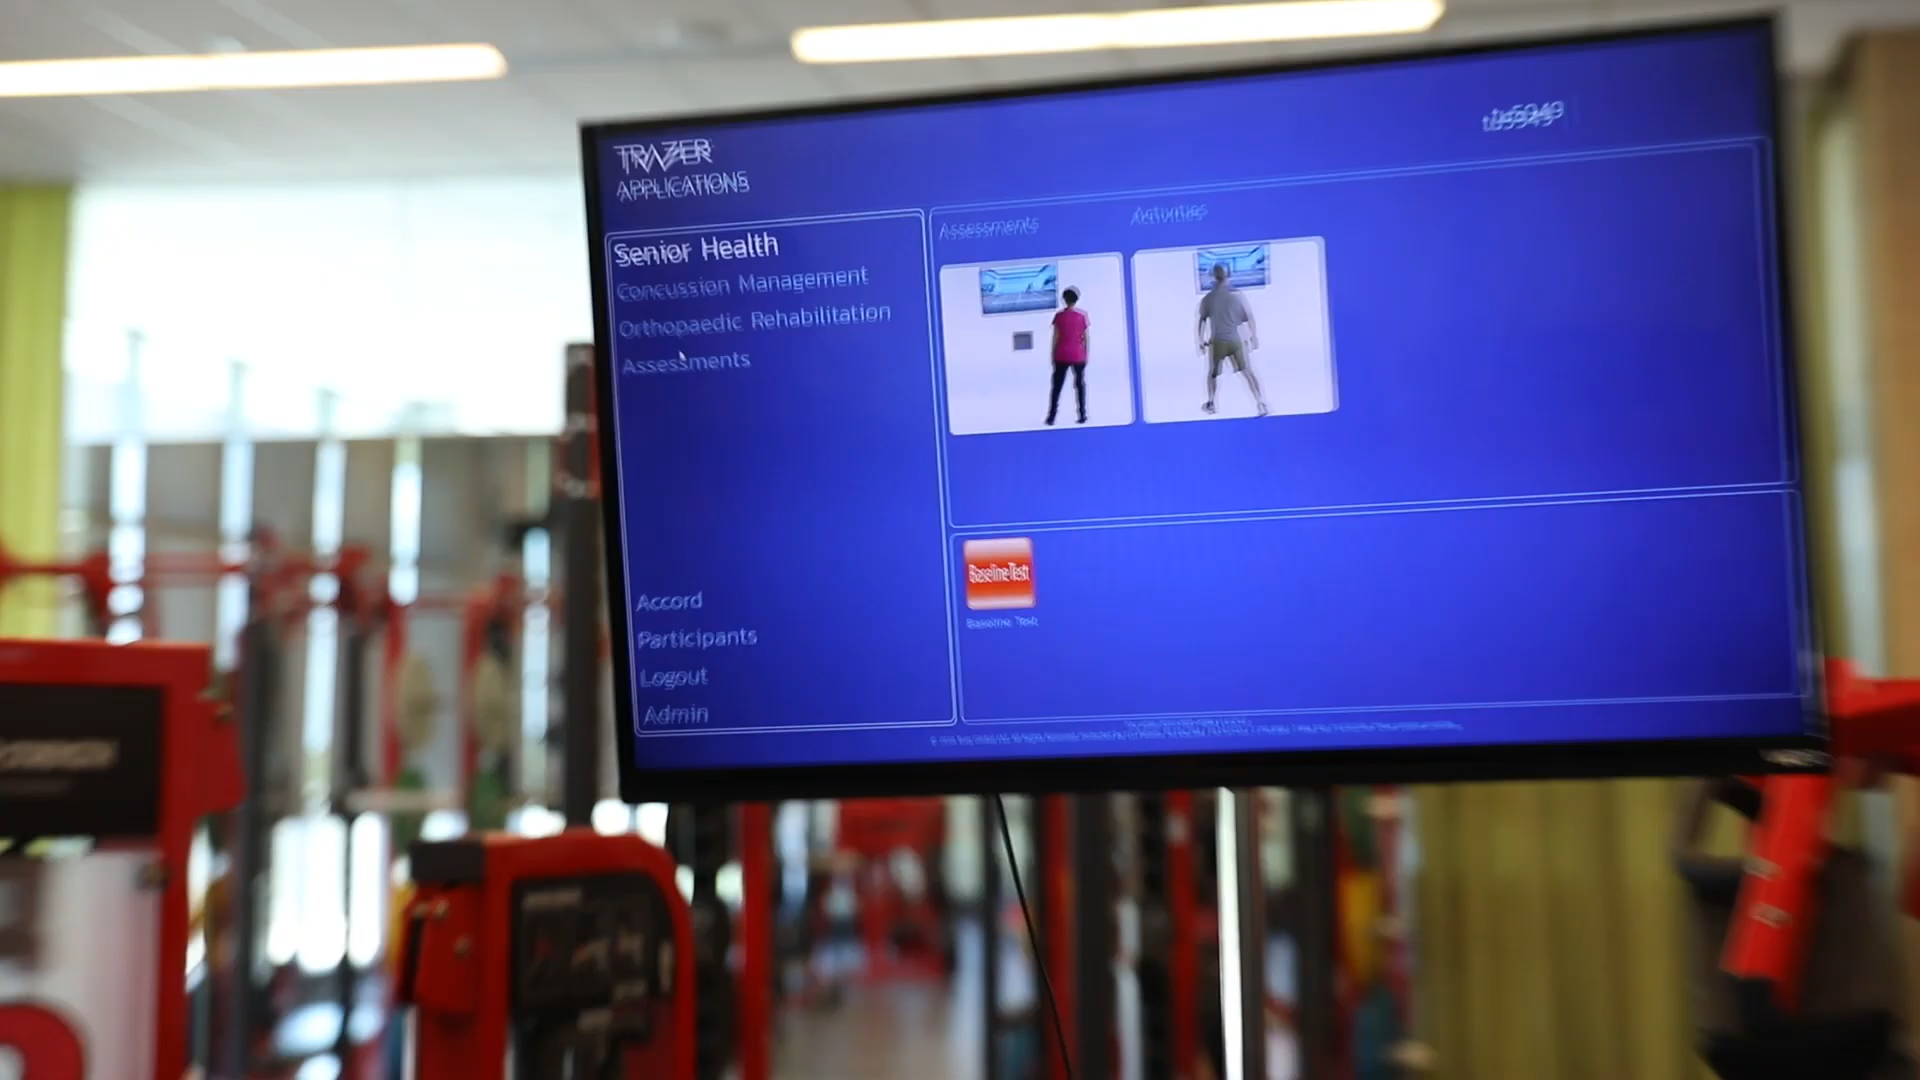 TRAZER
APPLICATIONS
Senior Health
Concussion Management
Orthopaedic Rehabilitation
Assessments
Accord
Participants
Logout
Admin
Assessments
Activities
Baseline Test
Baseline Test